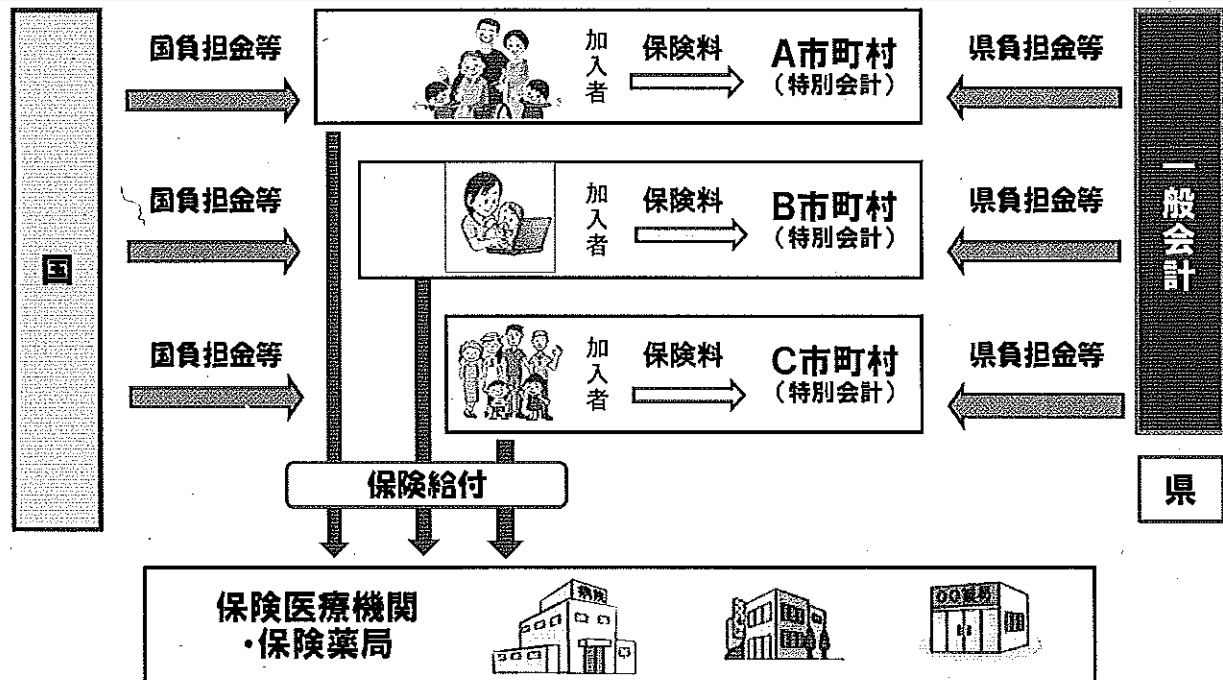 国負担金等
加入者
保険料
A市町村
(特別会計)
県負担金等
国負担金等
加入者
保険料
B市町村
(特別会計)
県負担金等
国
一般会計
国負担金等
加入者
保険料
C市町村
(特別会計)
県負担金等
保険給付
県
保険医療機関
・保険薬局
病院
〇〇薬局